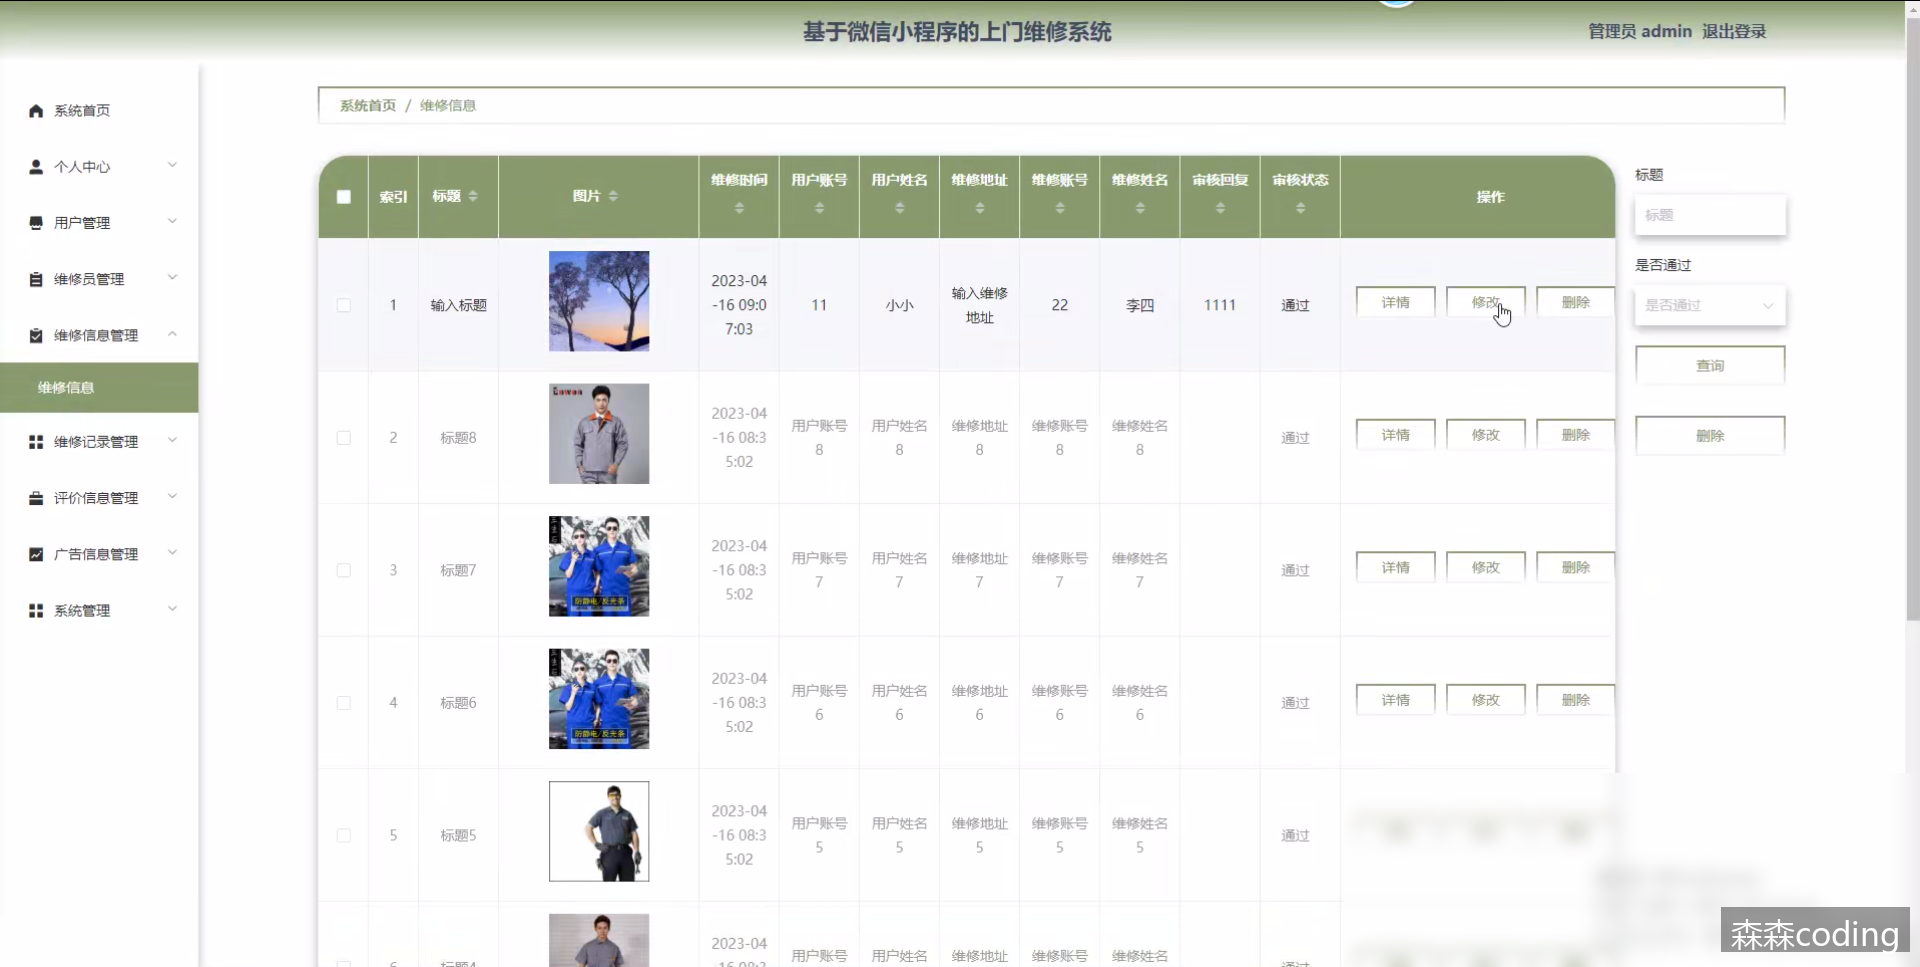 基于微信小程序的上门维修系统
管理员 admin 退出登录
系统首页
个人中心
用户管理
维修员管理
维修信息管理
维修信息
维修记录管理
评价信息管理
广告信息管理
系统管理
系统首页 / 维修信息
索引 标题 图片 维修时间 用户账号 用户姓名 维修地址 维修账号 维修姓名 审核回复 审核状态 操作
1 输入标题 2023-04-16 09:07:03 11 小小 输入维修地址 22 李四 1111 通过 详情 修改 删除
2 标题8 2023-04-16 08:35:02 用户账号8 用户姓名8 维修地址8 维修账号8 维修姓名8 通过 详情 修改 删除
3 标题7 2023-04-16 08:35:02 用户账号7 用户姓名7 维修地址7 维修账号7 维修姓名7 通过 详情 修改 删除
防静电/反光条
4 标题6 2023-04-16 08:35:02 用户账号6 用户姓名6 维修地址6 维修账号6 维修姓名6 通过 详情 修改 删除
防静电/反光条
5 标题5 2023-04-16 08:35:02 用户账号5 用户姓名5 维修地址5 维修账号5 维修姓名5 通过
2023-04 用户账号 用户姓名 维修地址 维修账号 维修姓名
标题
标题
是否通过
是否通过
查询
删除
森森coding